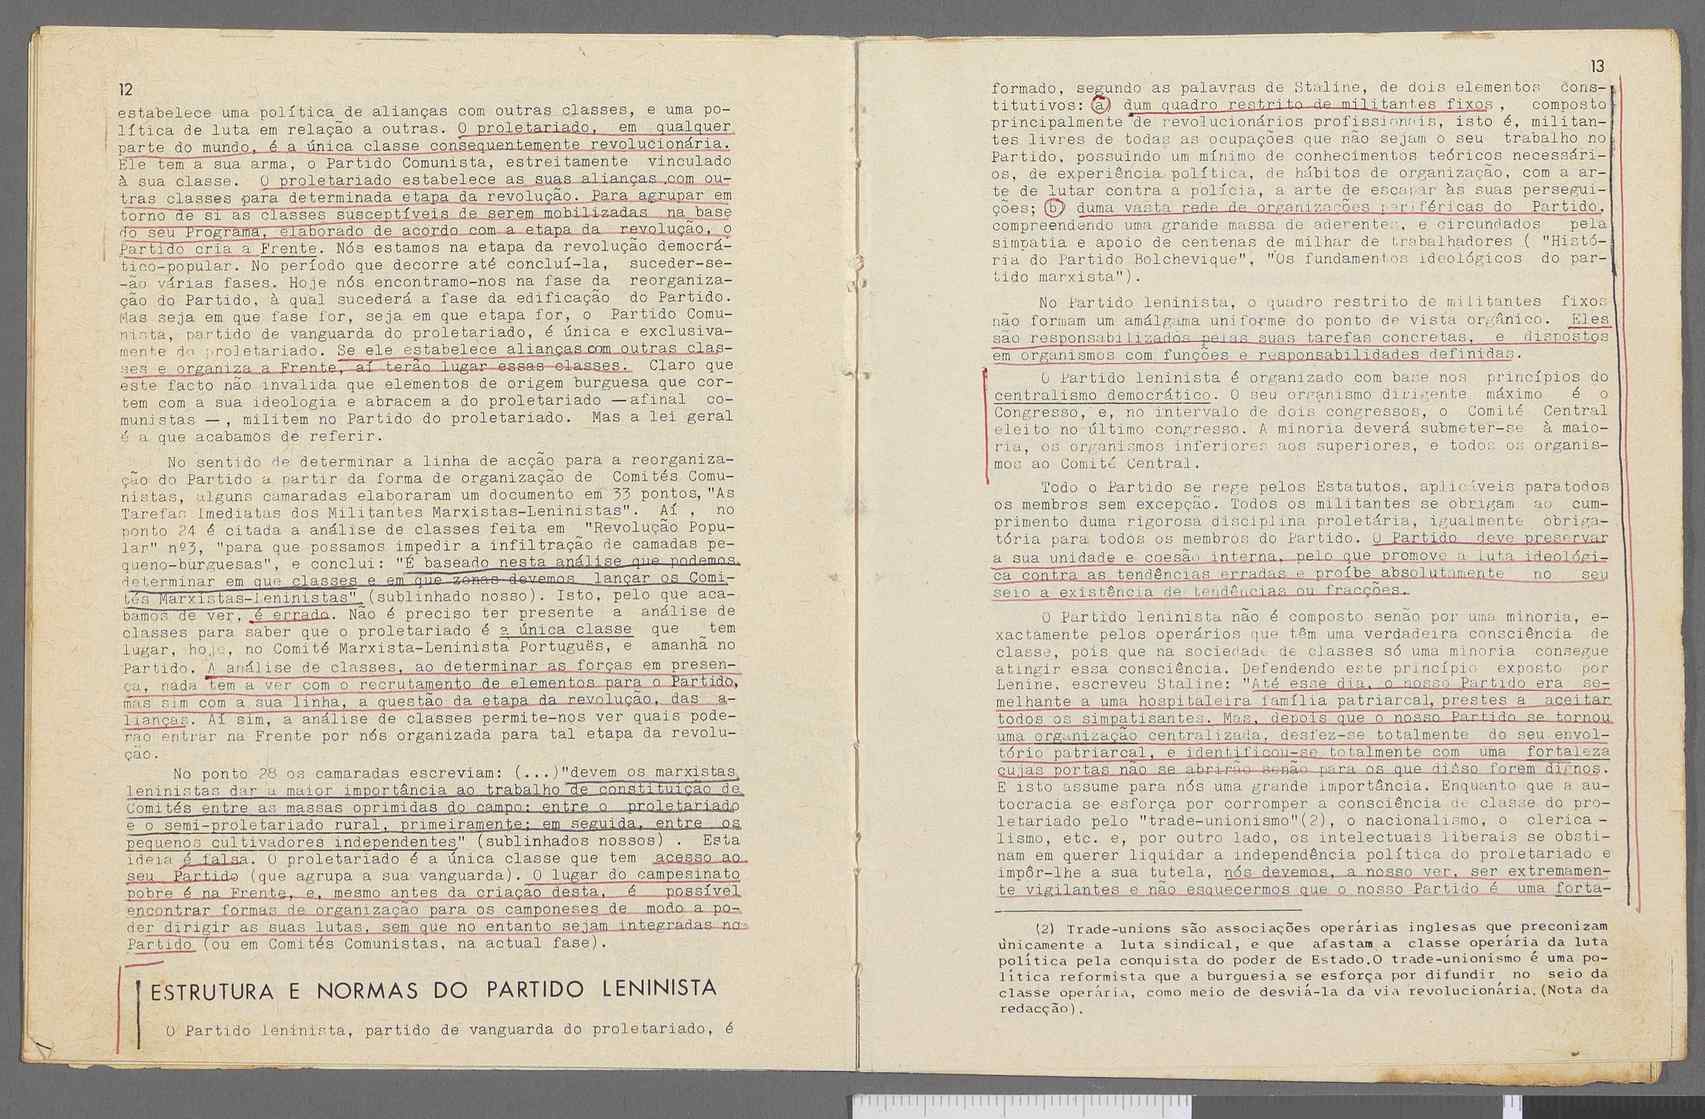 12
estabelece uma política de alianças com outras classes, e uma po-
lítica de luta em relação a outras. O proletariado, em qualquer
parte do mundo, é a única classe consequentemente revolucionária.
Ele tem a sua arma, o Partido Comunista, estreitamente vinculado
à sua classe. O proletariado estabelece as suas alianças com ou-
tras classes para determinada etapa da revolução. Para agrupar em
torno de si as classes susceptíveis de serem mobilizadas na base
do seu Programa, elaborado de acordo com a etapa da revolução, o
Partido cria a Frente. Nós estamos na etapa da revolução democrá-
tico-popular. No período que decorre até concluí-la, suceder-se-
-ão várias fases. Hoje nós encontramo-nos na fase da reorganiza-
ção do Partido, à qual sucederá a fase da edificação do Partido.
Mas seja em que fase for, seja em que etapa for, o Partido Comu-
nista, partido de vanguarda do proletariado, é única e exclusiva-
mente do proletariado. Se ele estabelece alianças com outras clas-
ses e organiza a Frente, aí terão lugar essas classes. Claro que
este facto não invalida que elementos de origem burguesa que cor-
tem com a sua ideologia e abracem a do proletariado —afinal co-
munistas —, militem no Partido do proletariado. Mas a lei geral
é a que acabamos de referir.
No sentido de determinar a linha de acção para a reorganiza-
ção do Partido a partir da forma de organização de Comités Comu-
nistas, alguns camaradas elaboraram um documento em 33 pontos,"As
Tarefas Imediatas dos Militantes Marxistas-Leninistas". Aí , no
ponto 24 é citada a análise de classes feita em "Revolução Popu-
lar" nº3, "para que possamos impedir a infiltração de camadas pe-
queno-burguesas", e conclui: "É baseado nesta análise que podemos
determinar em que classes e em que zonas devemos lançar os Comi-
tés Marxistas-Leninistas" (sublinhado nosso). Isto, pelo que aca-
bamos de ver, é errado. Não é preciso ter presente a análise de
classes para saber que o proletariado é a única classe que tem
lugar, hoje, no Comité Marxista-Leninista Português, e amanhã no
Partido. A análise de classes, ao determinar as forças em presen-
ça, nada tem a ver com o recrutamento de elementos para o Partido,
mas sim com a sua linha, a questão da etapa da revolução, das a-
lianças. Aí sim, a análise de classes permite-nos ver quais pode-
rão entrar na Frente por nós organizada para tal etapa da revolu-
ção.
No ponto 28 os camaradas escreviam: (...)"devem os marxistas
leninistas dar a maior importância ao trabalho de constituição de
Comités entre as massas oprimidas do campo: entre o proletariado
e o semi-proletariado rural, primeiramente; em seguida, entre os
pequenos cultivadores independentes" (sublinhados nossos) . Esta
ideia é falsa. O proletariado é a única classe que tem acesso ao
seu Partido (que agrupa a sua vanguarda). O lugar do campesinato
pobre é na Frente, e, mesmo antes da criação desta, é possível
encontrar formas de organização para os camponeses de modo a po-
der dirigir as suas lutas, sem que no entanto sejam integradas no
Partido (ou em Comités Comunistas, na actual fase).
ESTRUTURA E NORMAS DO PARTIDO LENINISTA
O Partido leninista, partido de vanguarda do proletariado, é
13
formado, segundo as palavras de Staline, de dois elementos cons-
titutivos: a) dum quadro restrito de militantes fixos , composto
principalmente de revolucionários profissionais, isto é, militan-
tes livres de todas as ocupações que não sejam o seu trabalho no
Partido, possuindo um mínimo de conhecimentos teóricos necessári-
os, de experiência política, de hábitos de organização, com a ar-
te de lutar contra a polícia, a arte de escapar às suas persegui-
ções; b) duma vasta rede de organizações periféricas do Partido,
compreendendo uma grande massa de aderentes, e circundados pela
simpatia e apoio de centenas de milhar de trabalhadores ( "Histó-
ria do Partido Bolchevique", "Os fundamentos ideológicos do par-
tido marxista").
No Partido leninista, o quadro restrito de militantes fixos
não formam um amálgama uniforme do ponto de vista orgânico. Eles
são responsabilizados pelas suas tarefas concretas, e dispostos
em organismos com funções e responsabilidades definidas.
O Partido leninista é organizado com base nos princípios do
centralismo democrático. O seu organismo dirigente máximo é o
Congresso, e, no intervalo de dois congressos, o Comité Central
eleito no último congresso. A minoria deverá submeter-se à maio-
ria, os organismos inferiores aos superiores, e todos os organis-
mos ao Comité Central.
Todo o Partido se rege pelos Estatutos, aplicáveis paratodos
os membros sem excepção. Todos os militantes se obrigam ao cum-
primento duma rigorosa disciplina proletária, igualmente obriga-
tória para todos os membros do Partido. O Partido deve preservar
a sua unidade e coesão interna, pelo que promove a luta ideológi-
ca contra as tendências erradas e proíbe absolutamente no seu
seio a existência de tendências ou fracções.
O Partido leninista não é composto senão por uma minoria, e-
xactamente pelos operários que têm uma verdadeira consciência de
classe, pois que na sociedade de classes só uma minoria consegue
atingir essa consciência. Defendendo este princípio exposto por
Lenine, escreveu Staline: "Até esse dia, o nosso Partido era se-
melhante a uma hospitaleira família patriarcal, prestes a aceitar
todos os simpatisantes. Mas, depois que o nosso Partido se tornou
uma organização centralizada, desfez-se totalmente do seu envol-
tório patriarcal, e identificou-se totalmente com uma fortaleza
cujas portas não se abrirão senão para os que disso forem dignos.
E isto assume para nós uma grande importância. Enquanto que a au-
tocracia se esforça por corromper a consciência de classe do pro-
letariado pelo "trade-unionismo"(2), o nacionalismo, o clerica -
lismo, etc. e, por outro lado, os intelectuais liberais se obsti-
nam em querer liquidar a independência política do proletariado e
impôr-lhe a sua tutela, nós devemos, a nosso ver, ser extremamen-
te vigilantes e não esquecermos que o nosso Partido é uma forta-
(2) Trade-unions são associações operárias inglesas que preconizam
únicamente a luta sindical, e que afastam a classe operária da luta
política pela conquista do poder de Estado.O trade-unionismo é uma po-
lítica reformista que a burguesia se esforça por difundir no seio da
classe operária, como meio de desviá-la da via revolucionária.(Nota da
redacção).